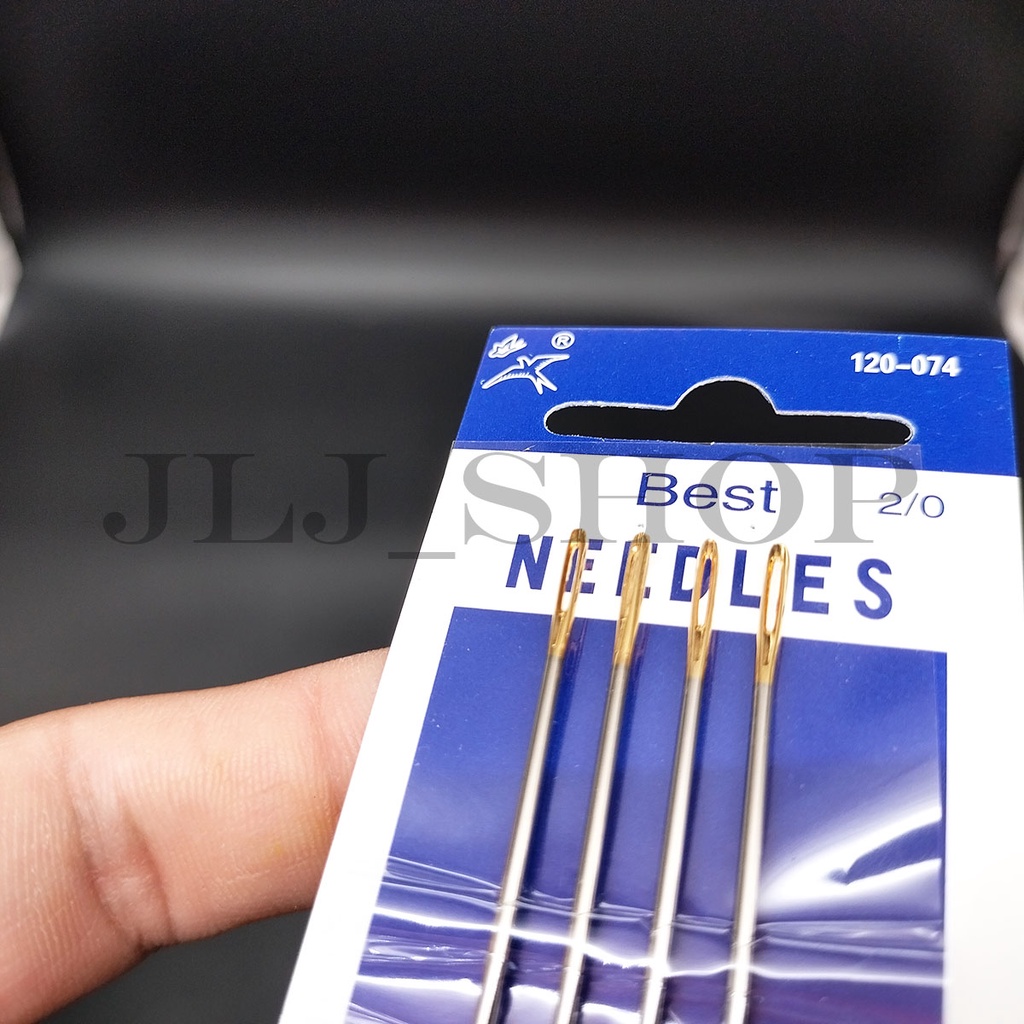 ®
120-074
Best 2/0
NEEDLES
JLJ_SHOP